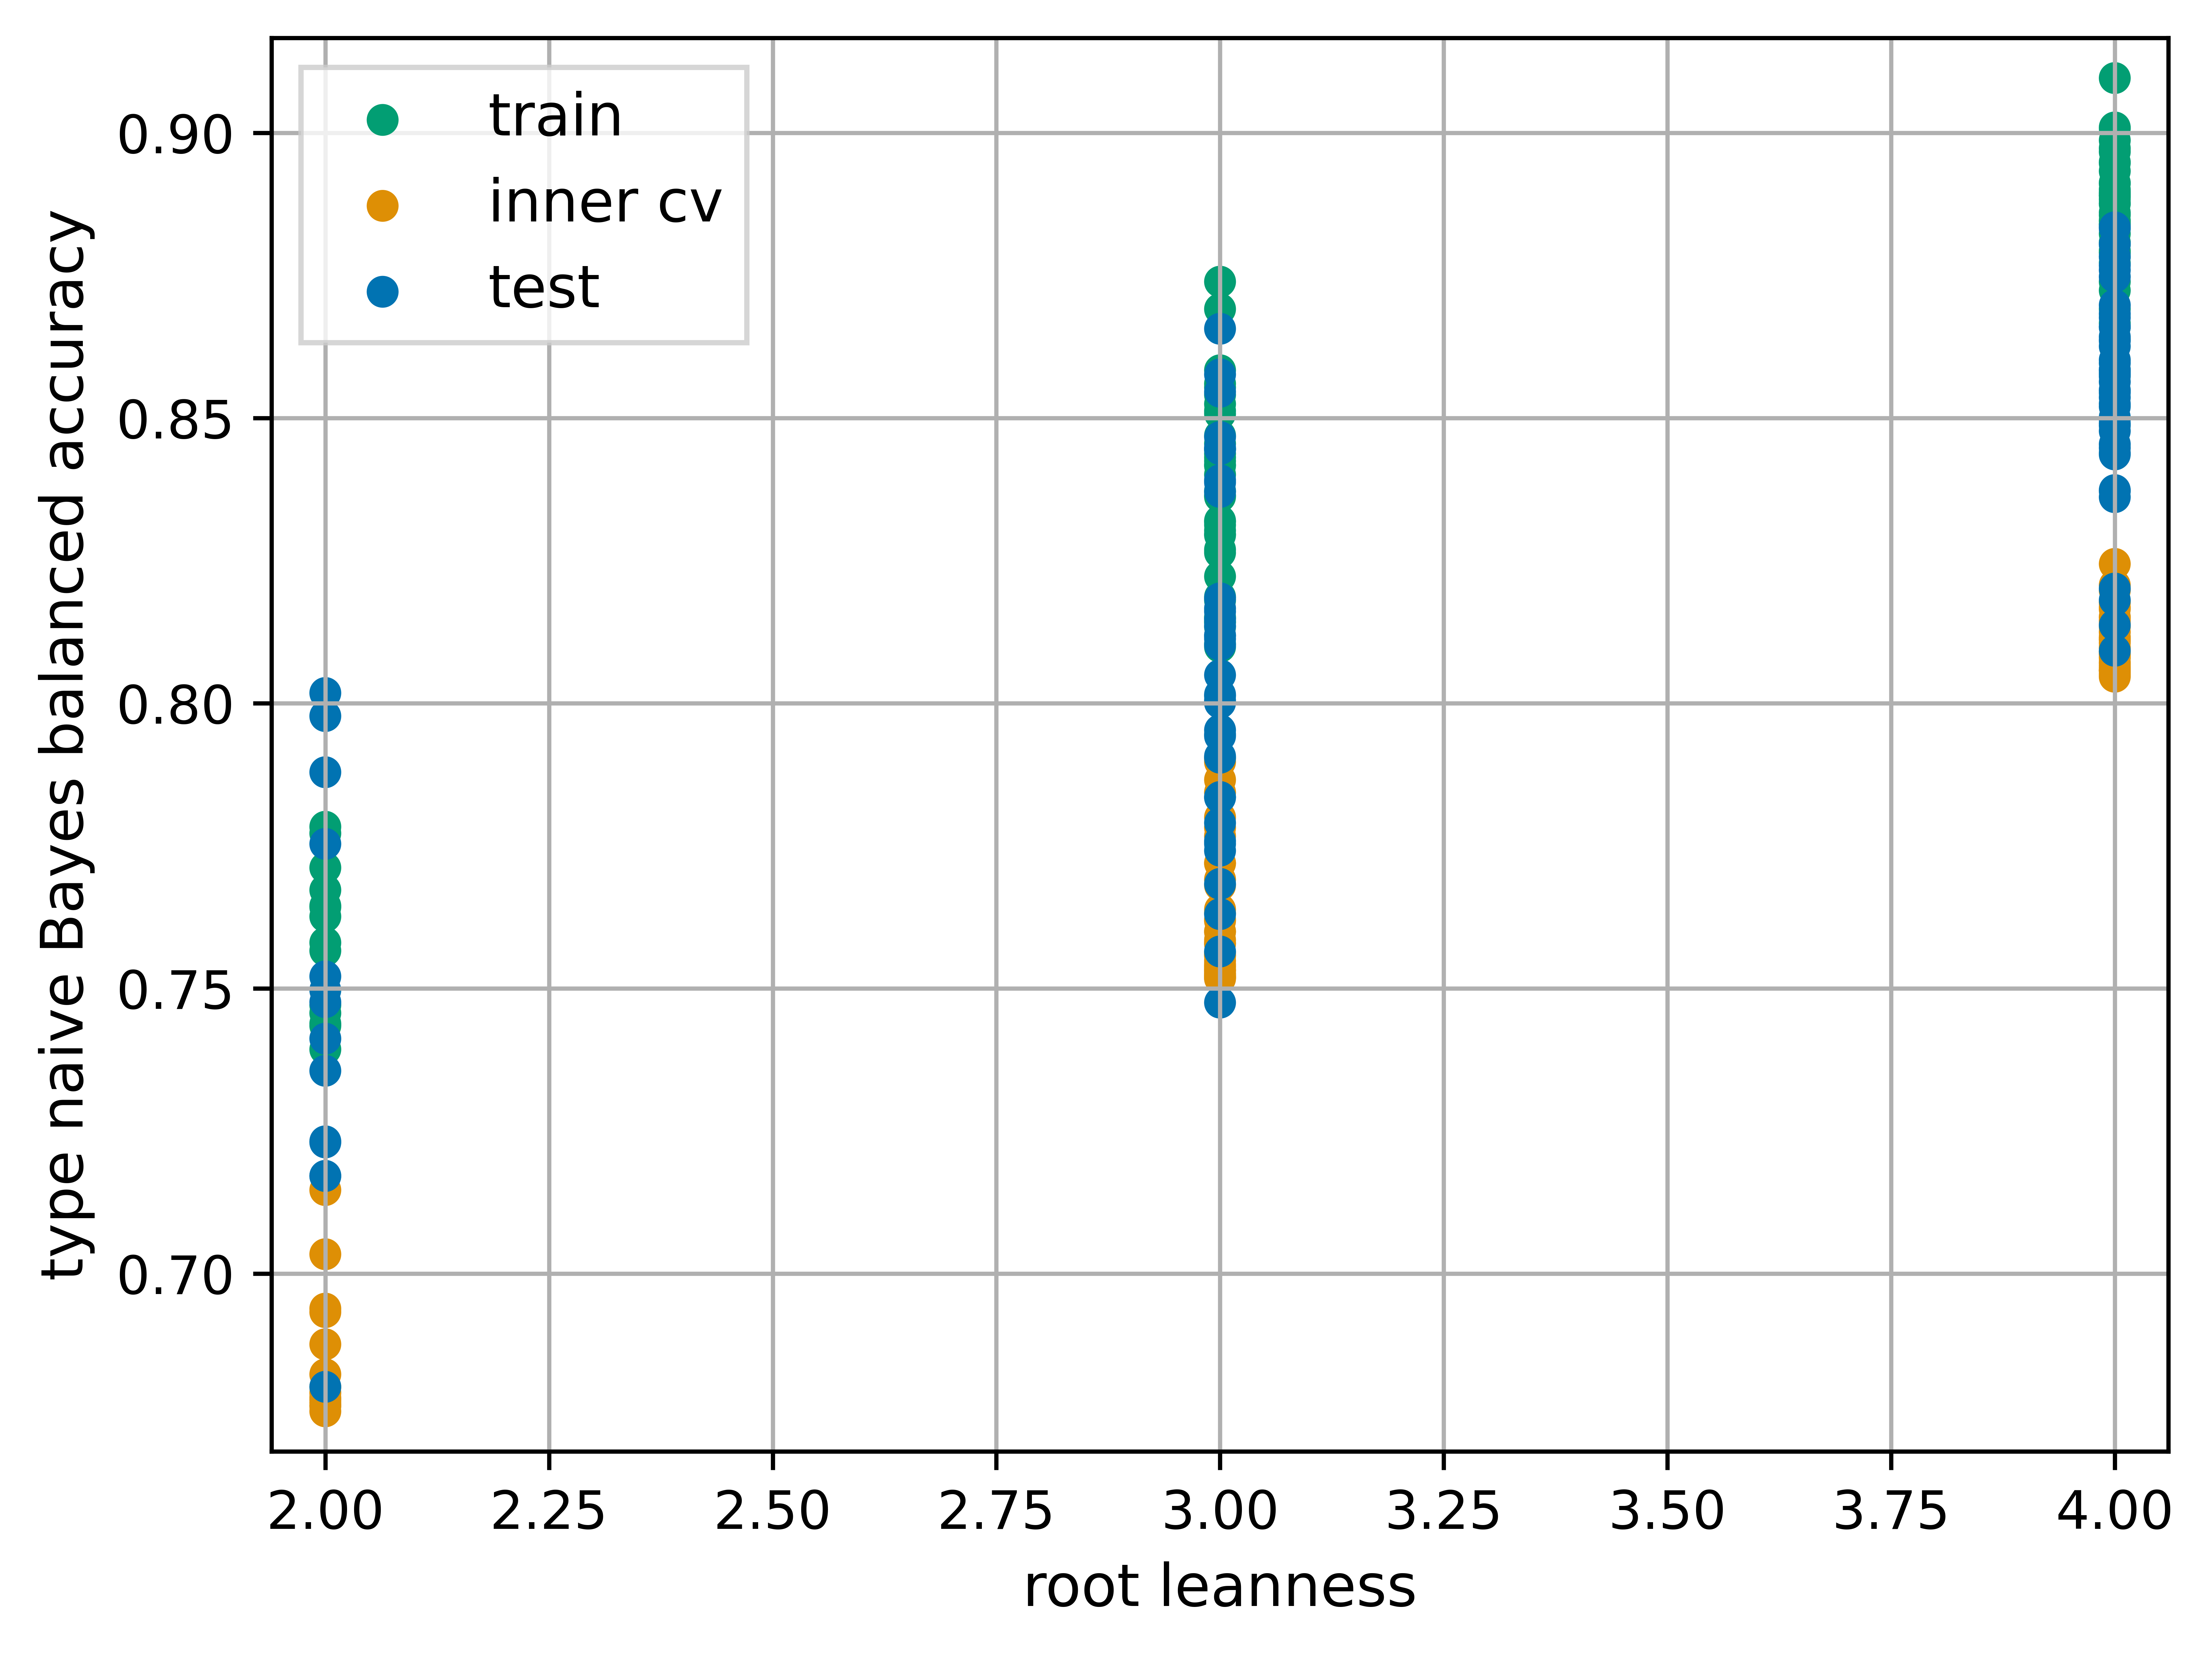 train
inner cv
test
type naive Bayes balanced accuracy
0.90
0.85
0.80
0.75
0.70
2.00 2.25 2.50 2.75 3.00 3.25 3.50 3.75 4.00
root leanness